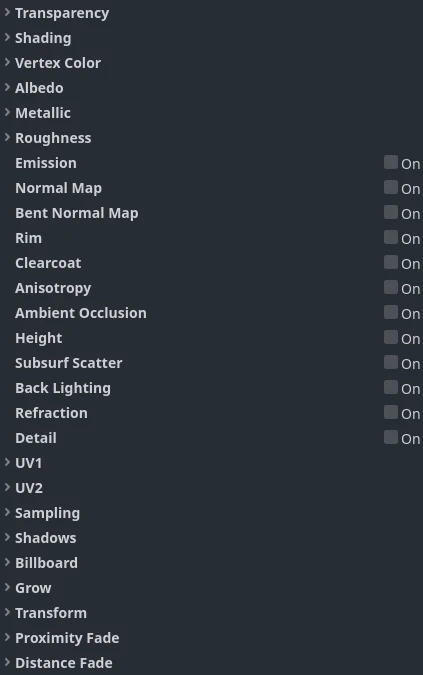 Transparency
Shading
Vertex Color
Albedo
Metallic
Roughness
Emission On
Normal Map On
Bent Normal Map On
Rim On
Clearcoat On
Anisotropy On
Ambient Occlusion On
Height On
Subsurf Scatter On
Back Lighting On
Refraction On
Detail On
UV1
UV2
Sampling
Shadows
Billboard
Grow
Transform
Proximity Fade
Distance Fade